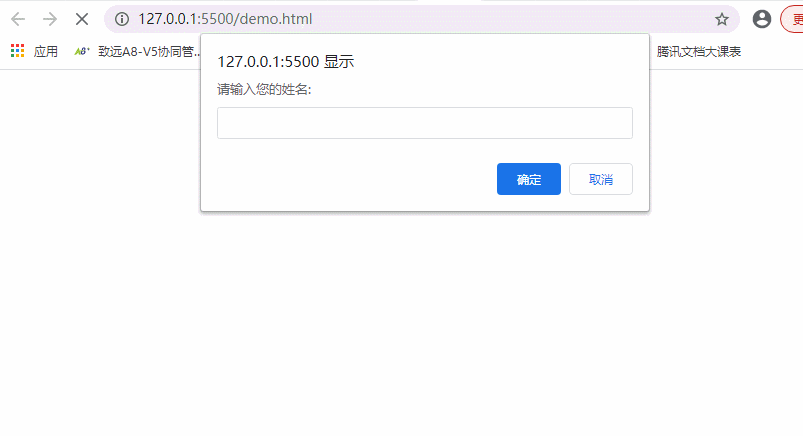 127.0.0.1:5500/demo.html
更
应用
致远A8-V5协同管...
腾讯文档大课表
127.0.0.1:5500 显示
请输入您的姓名:
确定
取消